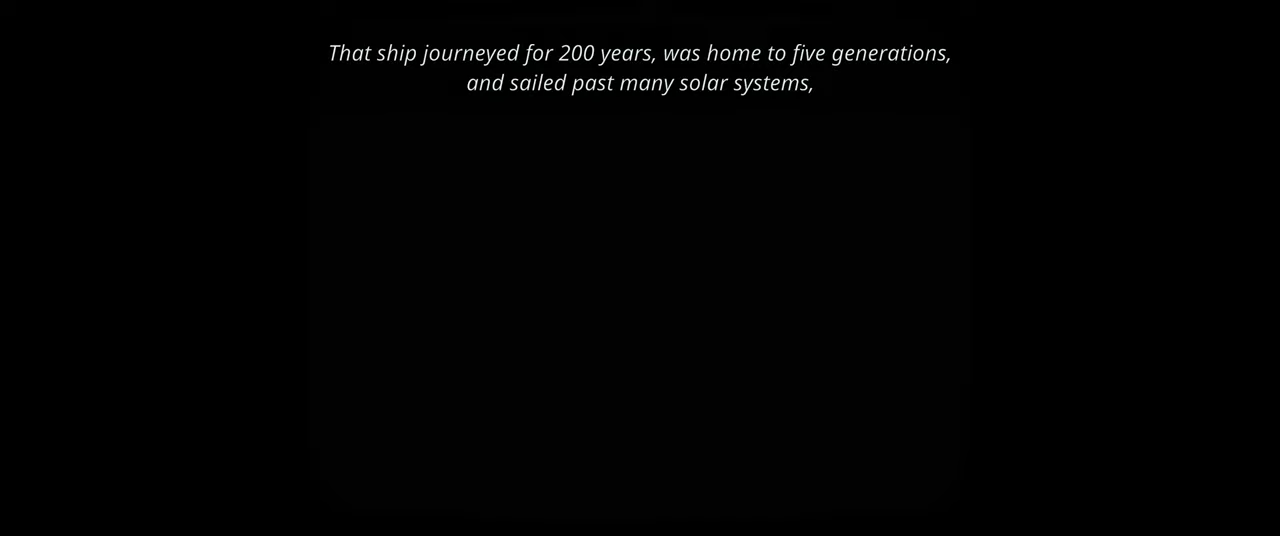 That ship journeyed for 200 years, was home to five generations,
and sailed past many solar systems,